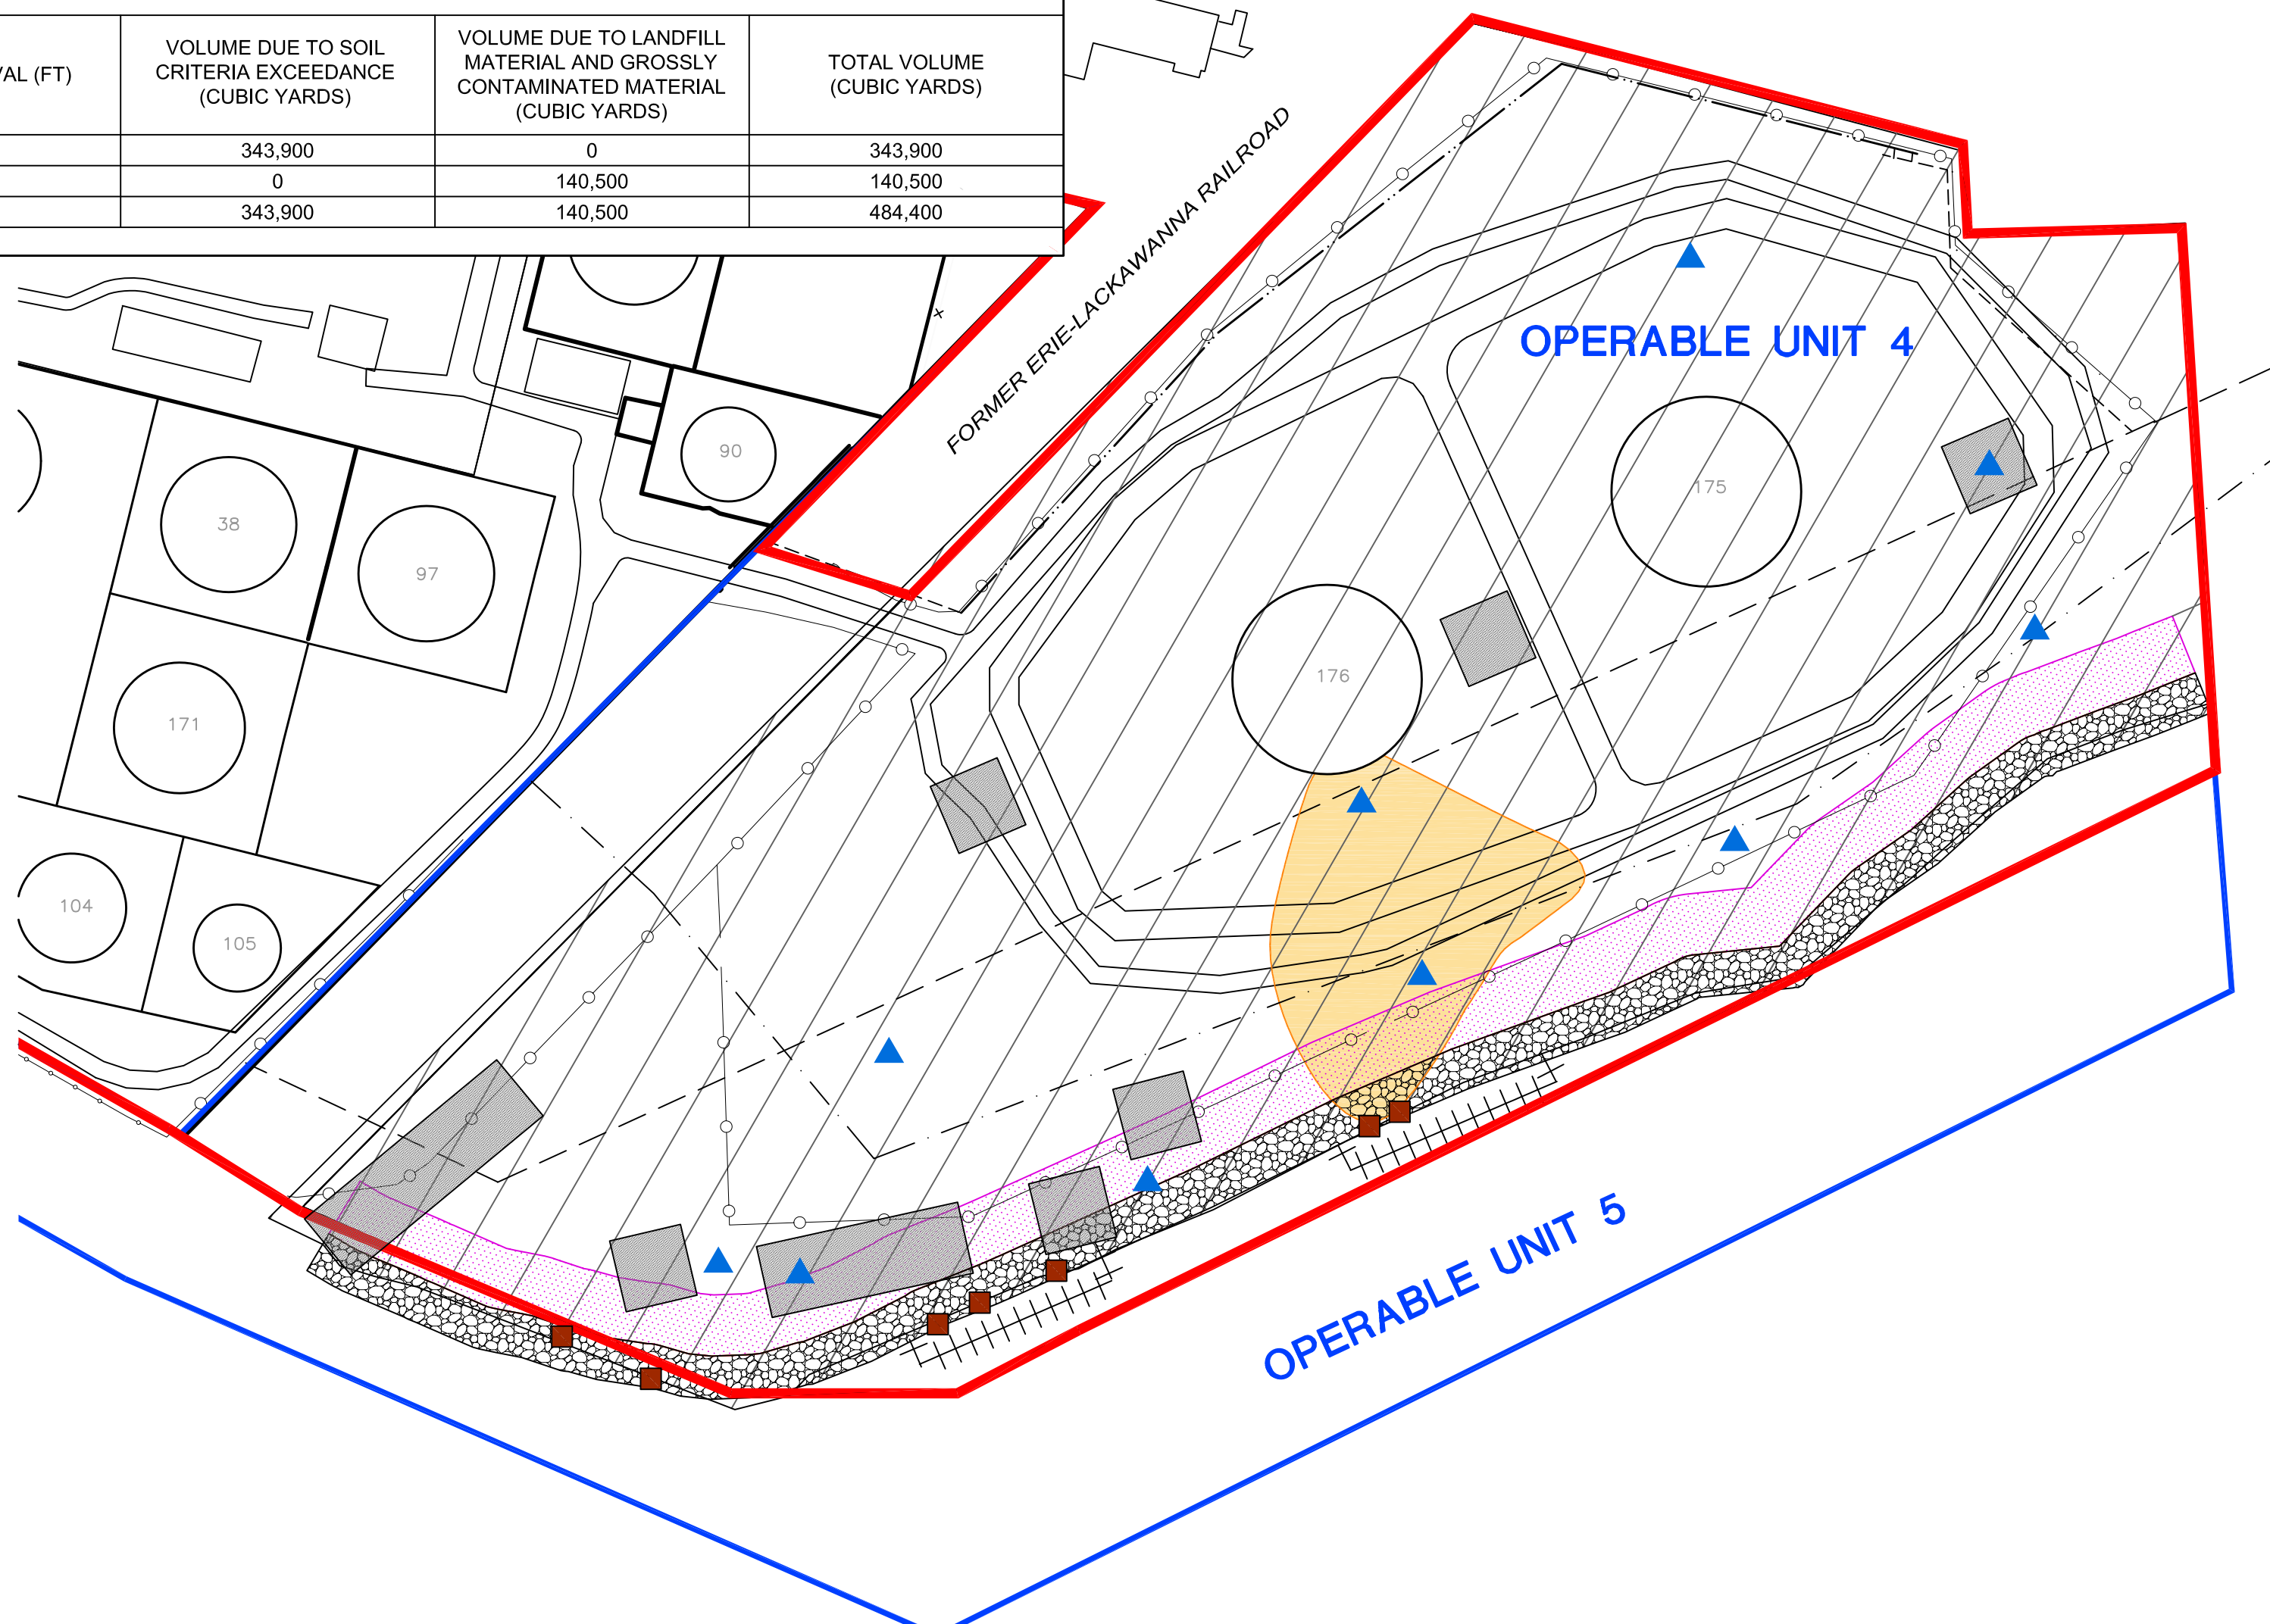 VAL (FT)
VOLUME DUE TO SOIL
CRITERIA EXCEEDANCE
(CUBIC YARDS)
VOLUME DUE TO LANDFILL
MATERIAL AND GROSSLY
CONTAMINATED MATERIAL
(CUBIC YARDS)
TOTAL VOLUME
(CUBIC YARDS)
343,900 0 343,900
0 140,500 140,500
343,900 140,500 484,400
FORMER ERIE-LACKAWANNA RAILROAD
OPERABLE UNIT 4
90
175
38
97
176
171
104
105
OPERABLE UNIT 5